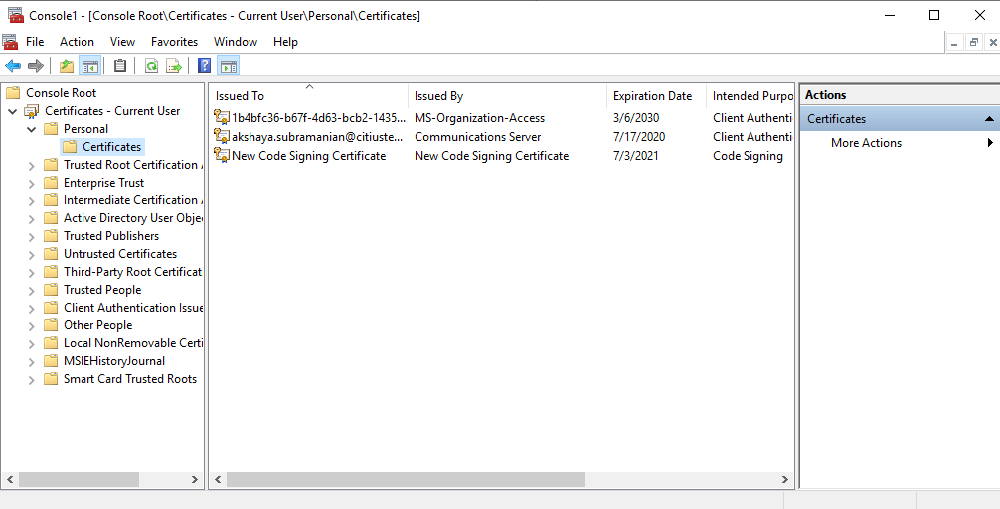 Console1 - [Console Root\Certificates - Current User\Personal\Certificates]
File Action View Favorites Window Help
Console Root
Certificates - Current User
Personal
Certificates
Trusted Root Certification
Enterprise Trust
Intermediate Certification
Active Directory User Obje
Trusted Publishers
Untrusted Certificates
Third-Party Root Certificat
Trusted People
Client Authentication Issue
Other People
Local NonRemovable Certi
MSIEHistoryJournal
Smart Card Trusted Roots
Issued To Issued By Expiration Date Intended Purpo
1b4bfc36-b67f-4d63-bcb2-1435... MS-Organization-Access 3/6/2030 Client Authenti
akshaya.subramanian@citiuste... Communications Server 7/17/2020 Client Authenti
New Code Signing Certificate New Code Signing Certificate 7/3/2021 Code Signing
Actions
Certificates
More Actions